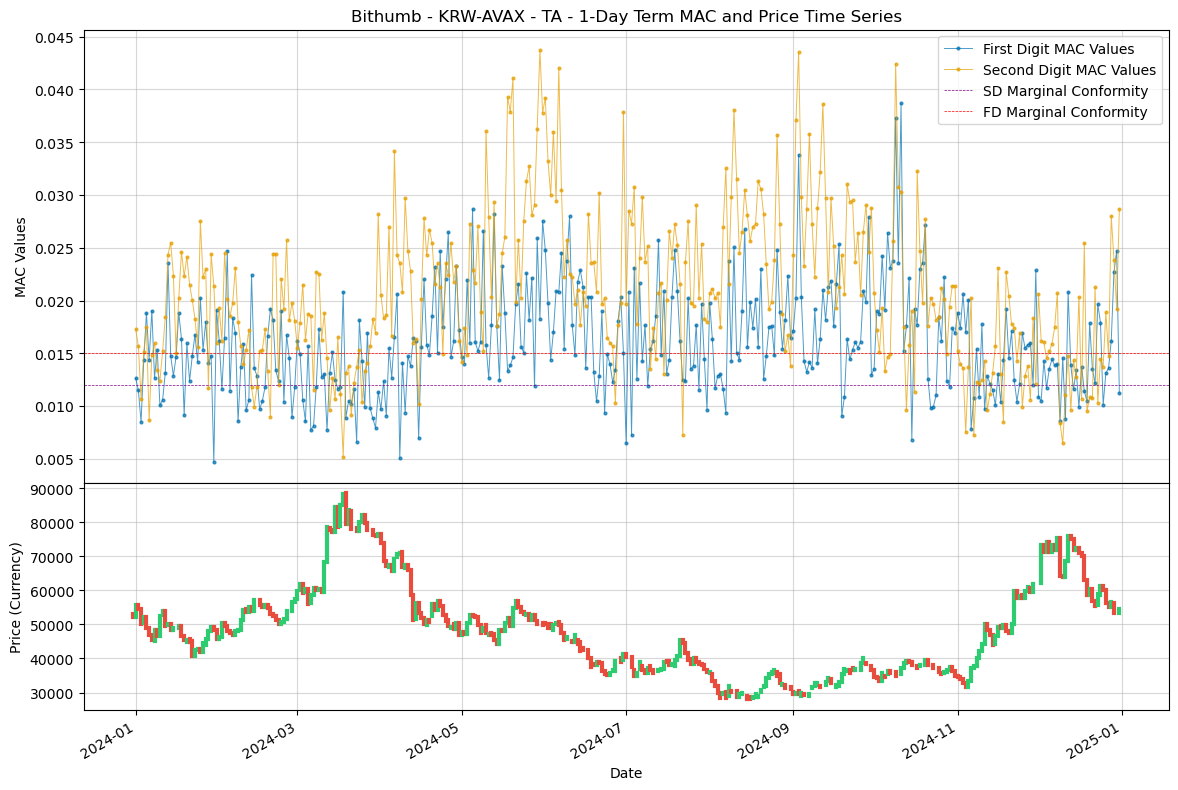 Bithumb - KRW-AVAX - TA - 1-Day Term MAC and Price Time Series
First Digit MAC Values
Second Digit MAC Values
SD Marginal Conformity
FD Marginal Conformity
MAC Values
0.045
0.040
0.035
0.030
0.025
0.020
0.015
0.010
0.005
Price (Currency)
90000
80000
70000
60000
50000
40000
30000
2024-01
2024-03
2024-05
2024-07
2024-09
2024-11
2025-01
Date